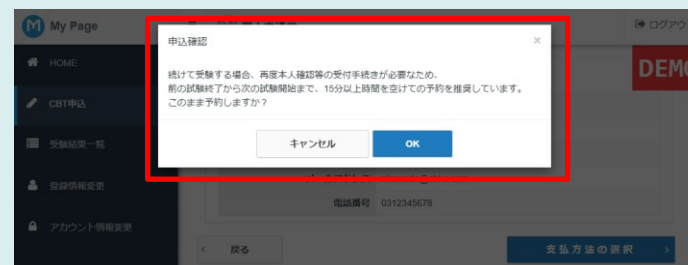 My Page
ログアウ
申込確認
×
HOME
DEMO
続けて受験する場合、再度本人確認等の受付手続きが必要なため、
前の試験終了から次の試験開始まで、15分以上時間を空けての予約を推奨しています。
このまま予約しますか？
CBT申込
キャンセル
OK
受験結果一覧
登録情報変更
電話番号 0312345678
アカウント情報変更
戻る
支払方法の選択